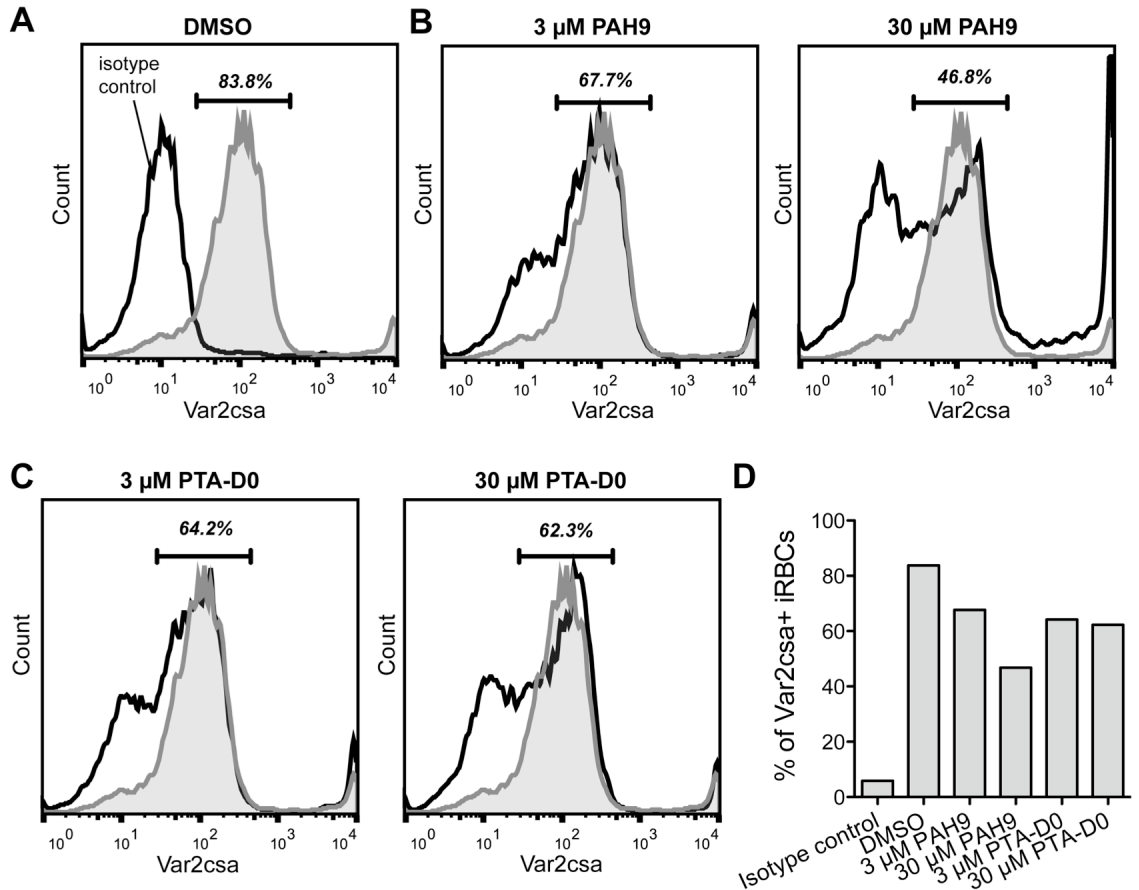 A
DMSO
isotype
control
83.8%
Count
10^0 10^1 10^2 10^3 10^4
Var2csa
B
3 µM PAH9
67.7%
Count
10^0 10^1 10^2 10^3 10^4
Var2csa
30 µM PAH9
46.8%
Count
10^0 10^1 10^2 10^3 10^4
Var2csa
C
3 µM PTA-D0
64.2%
Count
10^0 10^1 10^2 10^3 10^4
Var2csa
30 µM PTA-D0
62.3%
Count
10^0 10^1 10^2 10^3 10^4
Var2csa
D
% of Var2csa+ iRBCs
100
80
60
40
20
0
Isotype control
DMSO
3 µM PAH9
30 µM PAH9
3 µM PTA-D0
30 µM PTA-D0